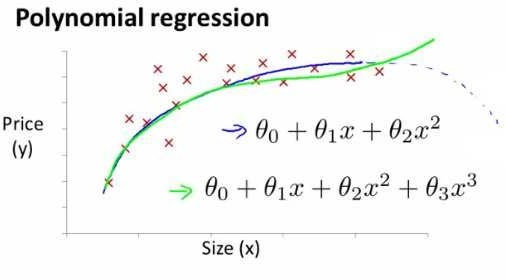 Polynomial regression
Price
(y)
→ θ₀ + θ₁x + θ₂x²
→ θ₀ + θ₁x + θ₂x² + θ₃x³
Size (x)